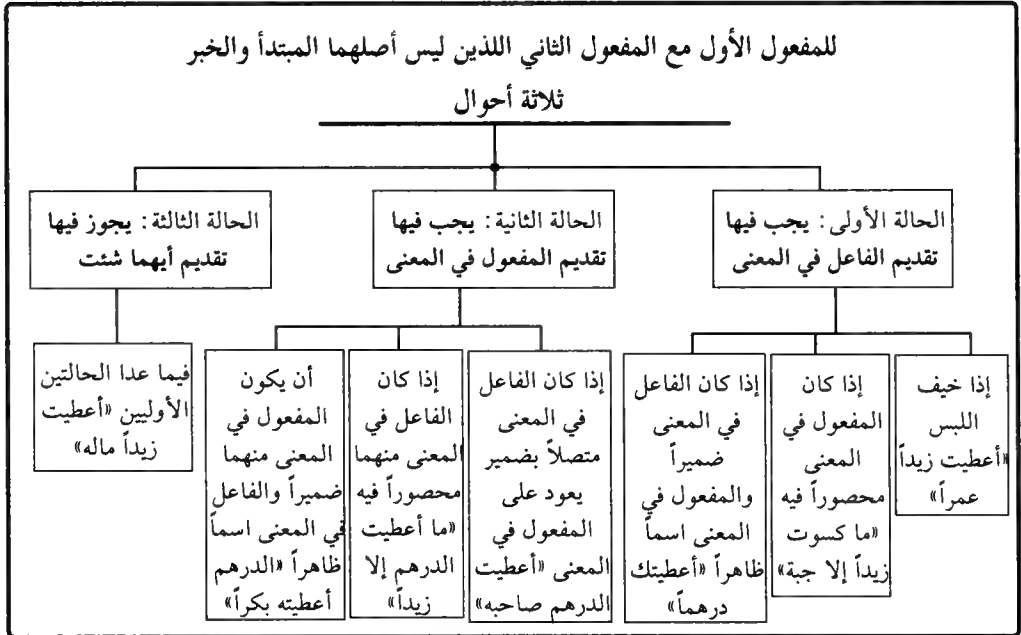 للمفعول الأول مع المفعول الثاني اللذين ليس أصلهما المبتدأ والخبر
ثلاثة أحوال
الحالة الأولى: يجب فيها
تقديم الفاعل في المعنى
إذا خيف
اللبس
«أعطيت زيداً
عمراً»
إذا كان
المفعول في
المعنى
محصوراً فيه
«ما كسوت
زيداً إلا جبة»
إذا كان الفاعل
في المعنى
ضميراً
والمفعول في
المعنى اسماً
ظاهراً «أعطيتك
درهماً»
الحالة الثانية: يجب فيها
تقديم المفعول في المعنى
إذا كان الفاعل
في المعنى
متصلاً بضمير
يعود على
المفعول في
المعنى «أعطيت
الدرهم صاحبه»
إذا كان
الفاعل في
المعنى منهما
محصوراً فيه
«ما أعطيت
الدرهم إلا
زيداً»
أن يكون
المفعول في
المعنى منهما
ضميراً والفاعل
في المعنى اسماً
ظاهراً «الدرهم
أعطيته بكراً»
الحالة الثالثة: يجوز فيها
تقديم أيهما شئت
فيما عدا الحالتين
الأوليين «أعطيت
زيداً ماله»